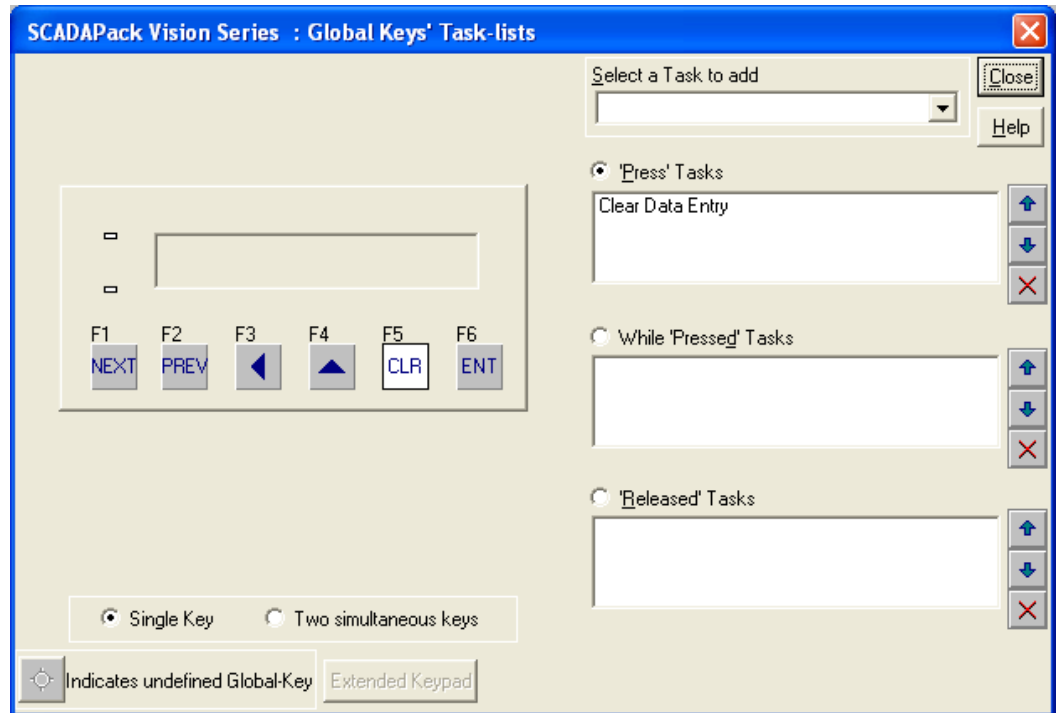 SCADAPack Vision Series : Global Keys' Task-lists
Select a Task to add
Close
Help
'Press' Tasks
Clear Data Entry
F1 F2 F3 F4 F5 F6
NEXT PREV CLR ENT
While 'Pressed' Tasks
'Released' Tasks
Single Key Two simultaneous keys
Indicates undefined Global-Key Extended Keypad